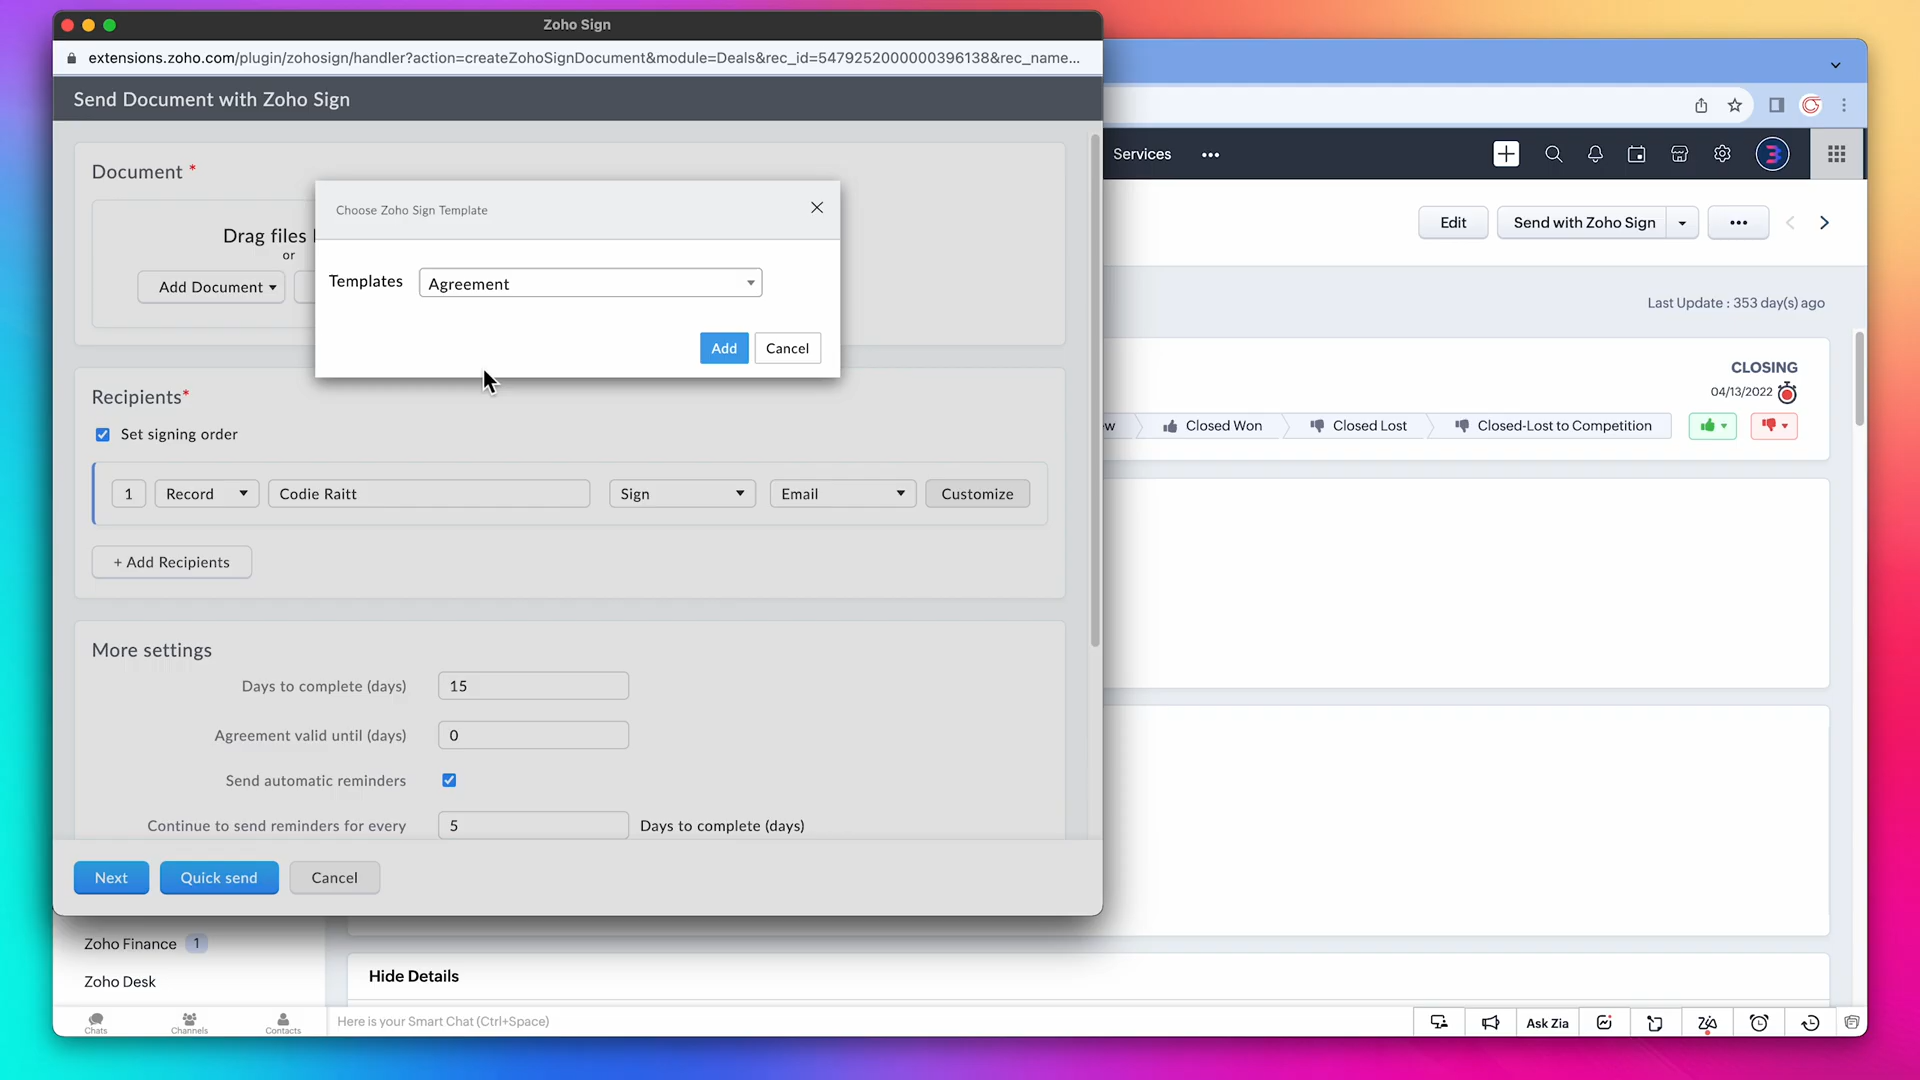 Zoho Sign
extensions.zoho.com/plugin/zohosign/handler?action=createZohoSignDocument&module=Deals&rec_id=5479252000000396138&rec_name...
Send Document with Zoho Sign
Document *
Drag files
or
Add Document
Choose Zoho Sign Template
Templates
Agreement
Add
Cancel
Recipients*
Set signing order
1
Record
Codie Raitt
Sign
Email
Customize
+ Add Recipients
More settings
Days to complete (days)
15
Agreement valid until (days)
0
Send automatic reminders
Continue to send reminders for every
5
Days to complete (days)
Next
Quick send
Cancel
Services
Edit
Send with Zoho Sign
Last Update : 353 day(s) ago
CLOSING
04/13/2022
Closed Won
Closed Lost
Closed-Lost to Competition
Zoho Finance 1
Zoho Desk
Hide Details
Chats
Channels
Contacts
Here is your Smart Chat (Ctrl+Space)
Ask Zia